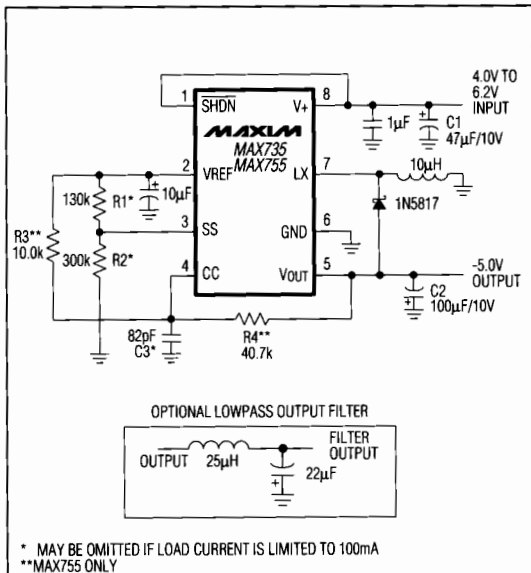 4.0V TO
6.2V
INPUT
1
SHDN
V+
8
MAXIM
MAX735
MAX755
1µF
C1
47µF/10V
+
2
VREF
LX
7
10µH
+
10µF
130k
R1*
1N5817
3
SS
GND
6
R3**
10.0k
300k
R2*
4
CC
VOUT
5
-5.0V
OUTPUT
C2
100µF/10V
+
82pF
C3*
R4**
40.7k
OPTIONAL LOWPASS OUTPUT FILTER
OUTPUT
25µH
FILTER
OUTPUT
22µF
+
* MAY BE OMITTED IF LOAD CURRENT IS LIMITED TO 100mA
**MAX755 ONLY